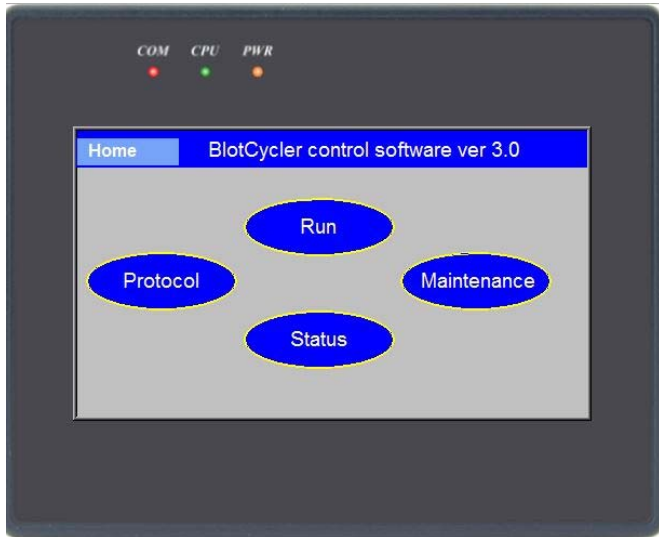 COM CPU PWR
Home BlotCycler control software ver 3.0
Run
Protocol Maintenance
Status